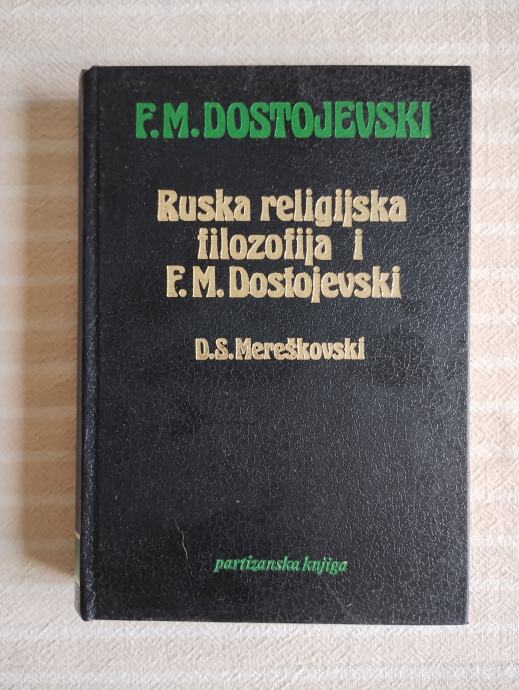 F.M. DOSTOJEVSKI
Ruska religijska
filozofija i
F. M. Dostojevski
D.S. Mereškovski
partizanska knjiga